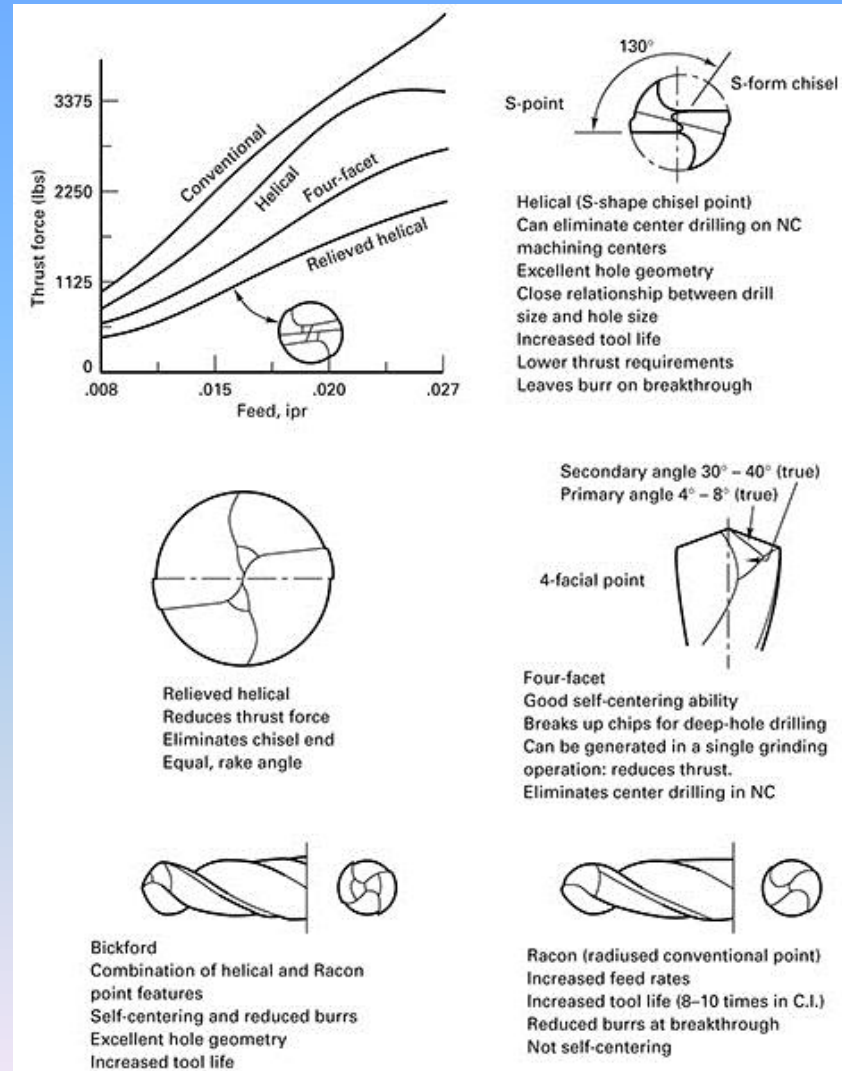 Thrust force (lbs)
3375
2250
1125
0
.008
.015
.020
.027
Feed, ipr
Conventional
Helical
Four-facet
Relieved helical
130°
S-form chisel
S-point
Helical (S-shape chisel point)
Can eliminate center drilling on NC
machining centers
Excellent hole geometry
Close relationship between drill
size and hole size
Increased tool life
Lower thrust requirements
Leaves burr on breakthrough
Relieved helical
Reduces thrust force
Eliminates chisel end
Equal, rake angle
Secondary angle 30° – 40° (true)
Primary angle 4° – 8° (true)
4-facial point
Four-facet
Good self-centering ability
Breaks up chips for deep-hole drilling
Can be generated in a single grinding
operation: reduces thrust.
Eliminates center drilling in NC
Bickford
Combination of helical and Racon
point features
Self-centering and reduced burrs
Excellent hole geometry
Increased tool life
Racon (radiused conventional point)
Increased feed rates
Increased tool life (8–10 times in C.I.)
Reduced burrs at breakthrough
Not self-centering